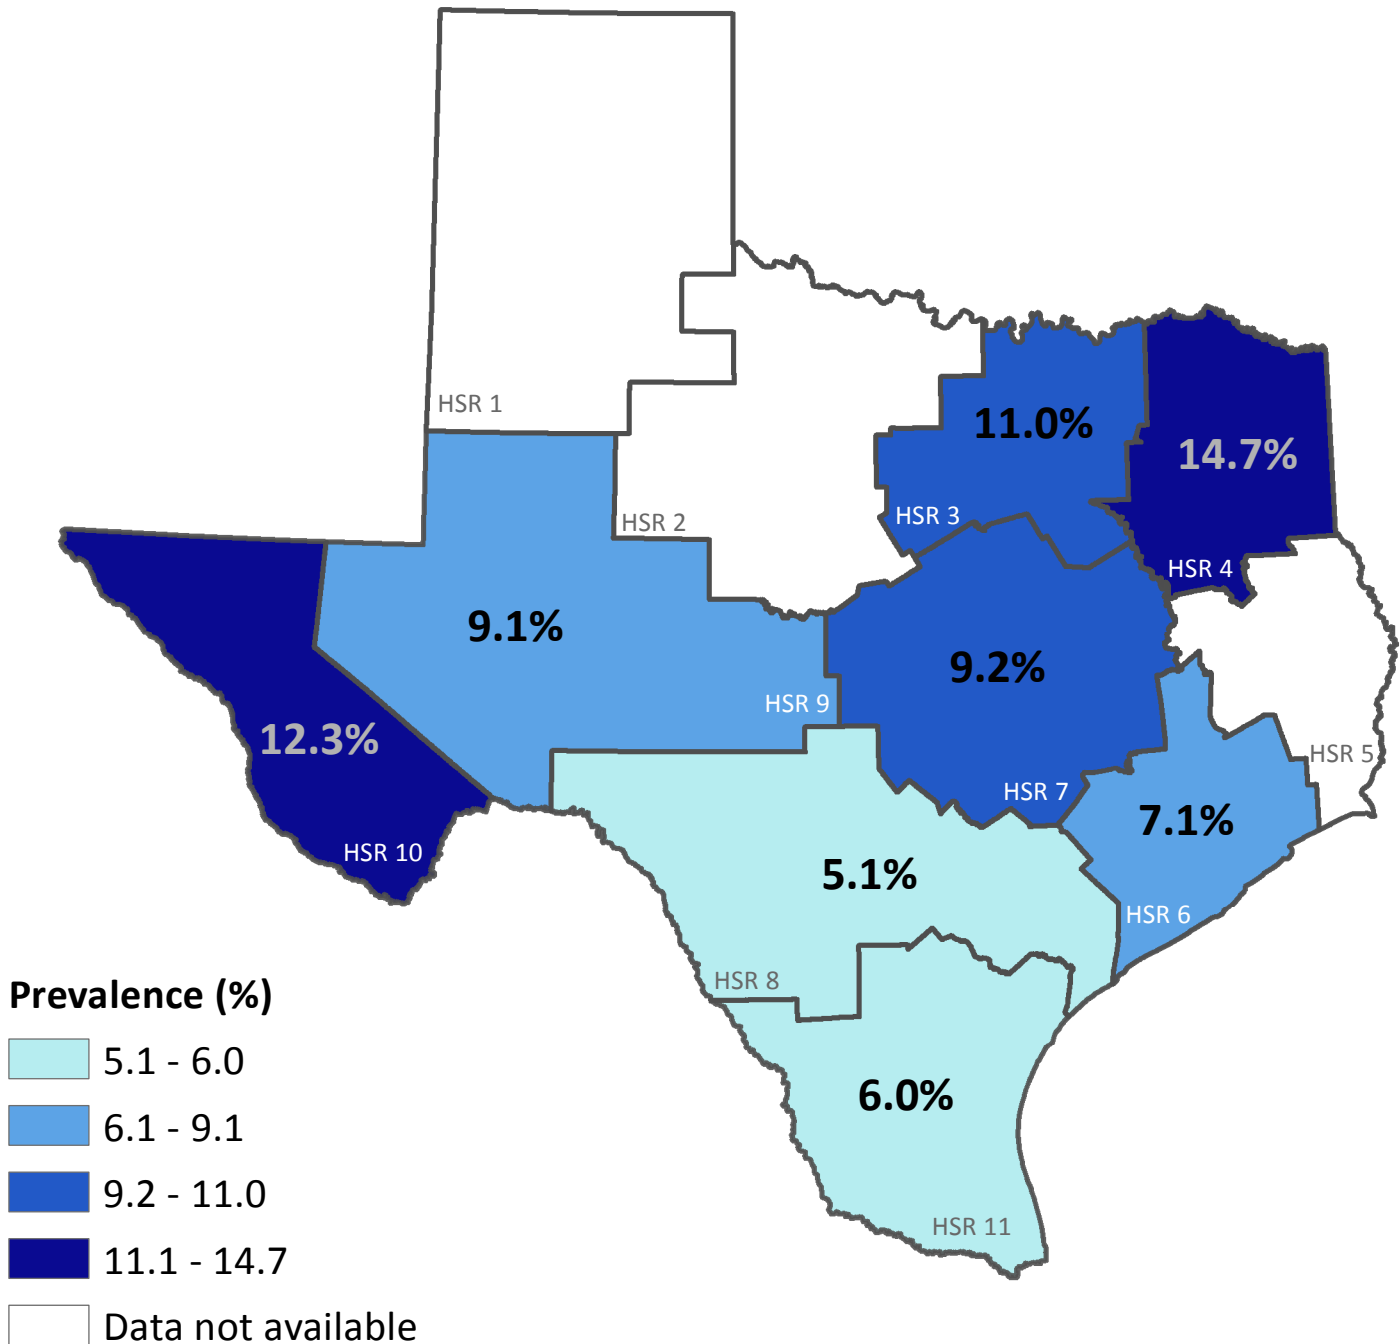 HSR 1
11.0%
14.7%
HSR 3
HSR 2
HSR 4
9.1%
9.2%
HSR 9
12.3%
HSR 5
HSR 7
7.1%
HSR 10
5.1%
HSR 6
HSR 8
Prevalence (%)
5.1 - 6.0
6.0%
6.1 - 9.1
9.2 - 11.0
HSR 11
11.1 - 14.7
Data not available